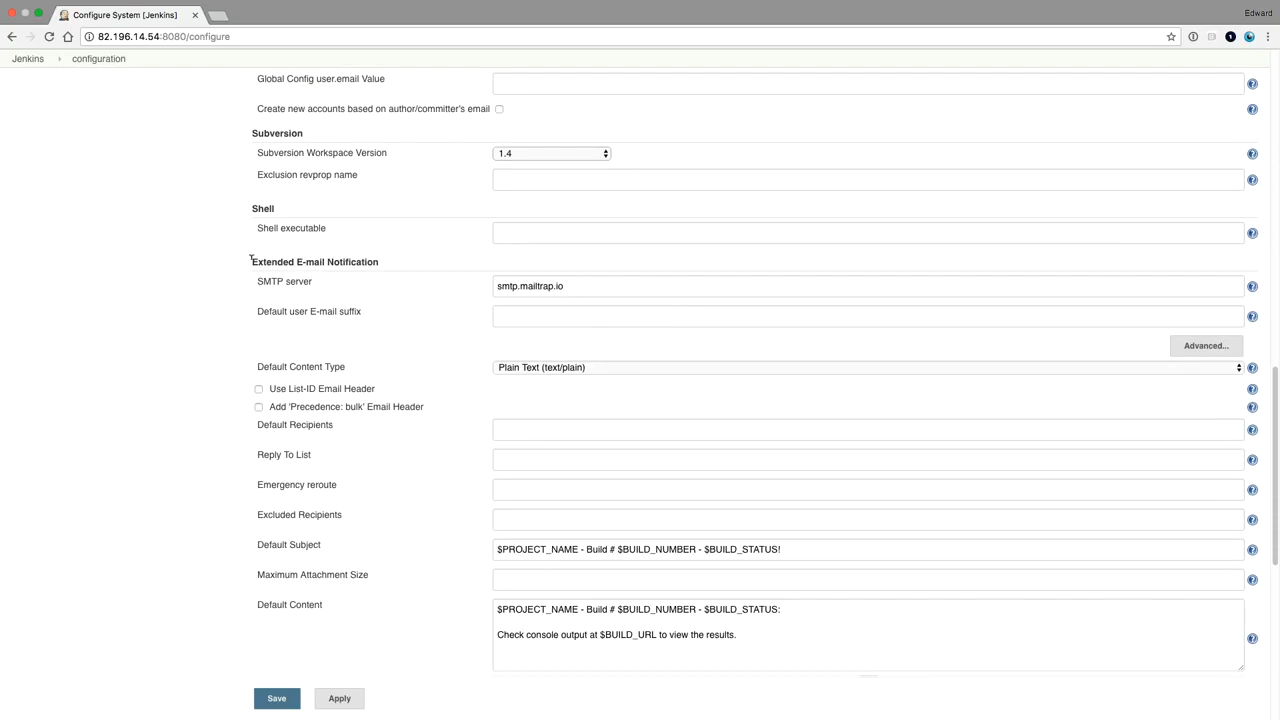 Configure System [Jenkins]
Edward
82.196.14.54:8080/configure
Jenkins
configuration
Global Config user.email Value
Create new accounts based on author/committer's email
Subversion
Subversion Workspace Version
1.4
Exclusion revprop name
Shell
Shell executable
Extended E-mail Notification
SMTP server
smtp.mailtrap.io
Default user E-mail suffix
Advanced...
Default Content Type
Plain Text (text/plain)
Use List-ID Email Header
Add 'Precedence: bulk' Email Header
Default Recipients
Reply To List
Emergency reroute
Excluded Recipients
Default Subject
$PROJECT_NAME - Build # $BUILD_NUMBER - $BUILD_STATUS!
Maximum Attachment Size
Default Content
$PROJECT_NAME - Build # $BUILD_NUMBER - $BUILD_STATUS:
Check console output at $BUILD_URL to view the results.
Save
Apply